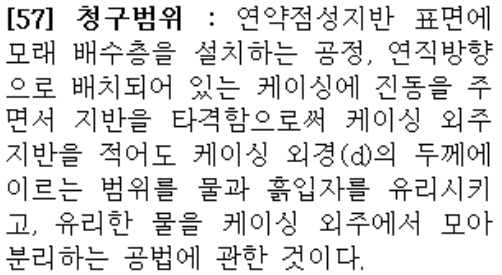 [57] 청구범위 : 연약점성지반 표면에
모래 배수층을 설치하는 공정, 연직방향
으로 배치되어 있는 케이싱에 진동을 주
면서 지반을 타격함으로써 케이싱 외주
지반을 적어도 케이싱 외경(d)의 두께에
이르는 범위를 물과 흙입자를 유리시키
고, 유리한 물을 케이싱 외주에서 모아
분리하는 공법에 관한 것이다.